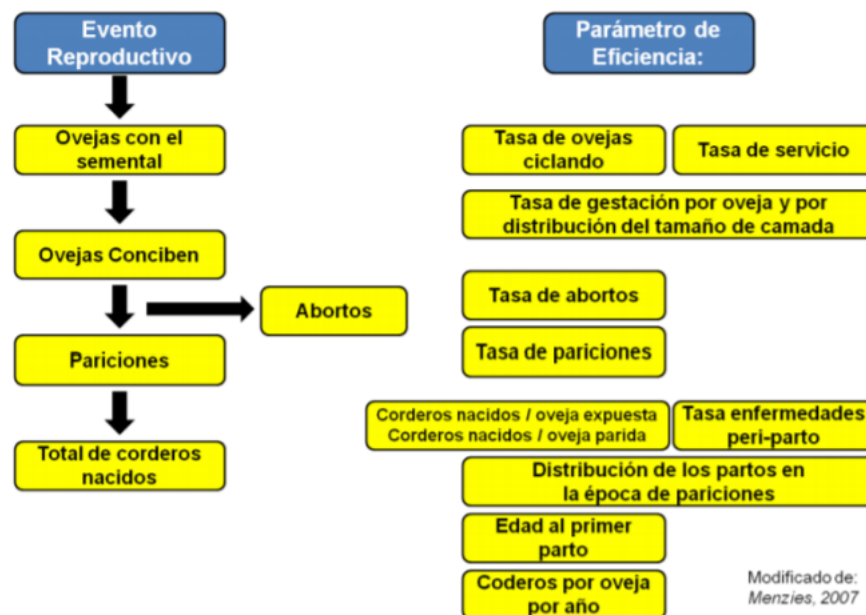 Evento
Reproductivo
Parámetro de
Eficiencia:
Ovejas con el
semental
Tasa de ovejas
ciclando
Tasa de servicio
Tasa de gestación por oveja y por
distribución del tamaño de camada
Ovejas Conciben
Abortos
Tasa de abortos
Pariciones
Tasa de pariciones
Corderos nacidos / oveja expuesta
Corderos nacidos / oveja parida
Tasa enfermedades
peri-parto
Total de corderos
nacidos
Distribución de los partos en
la época de pariciones
Edad al primer
parto
Coderos por oveja
por año
Modificado de:
Menzies, 2007